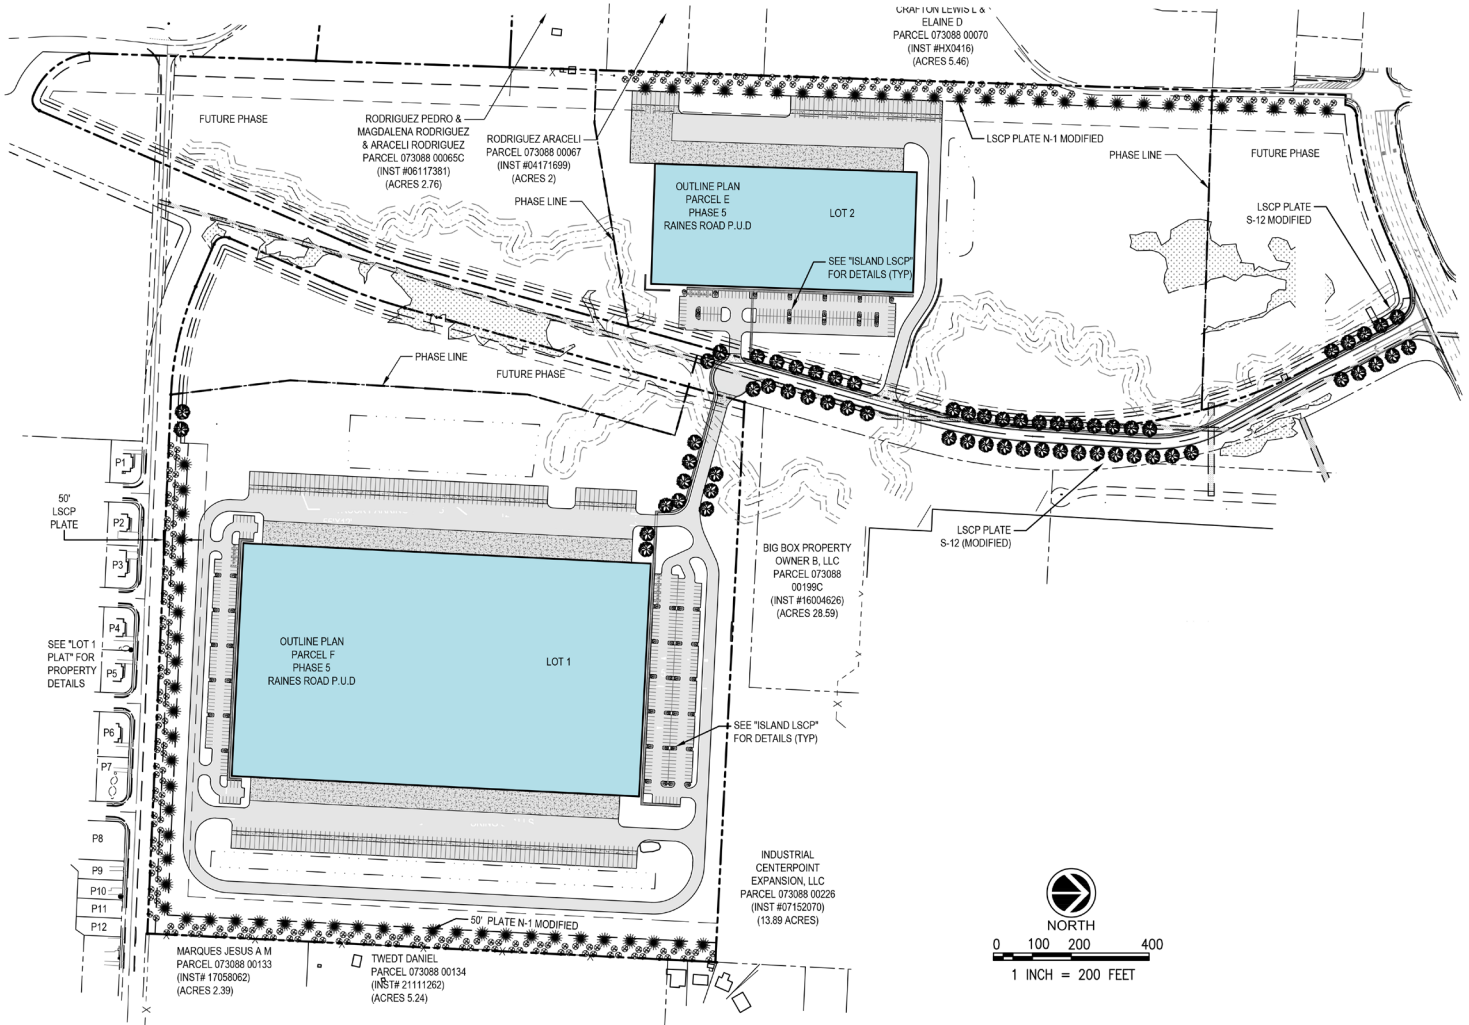 CRAFTON LEWIS L &
ELAINE D
PARCEL 073088 00070
(INST #HX0416)
(ACRES 5.46)
FUTURE PHASE
RODRIGUEZ PEDRO &
MAGDALENA RODRIGUEZ
& ARACELI RODRIGUEZ
PARCEL 073088 00065C
(INST #06117381)
(ACRES 2.76)
RODRIGUEZ ARACELI
PARCEL 073088 00067
(INST #04171699)
(ACRES 2)
PHASE LINE
LSCP PLATE N-1 MODIFIED
PHASE LINE
FUTURE PHASE
LSCP PLATE
S-12 MODIFIED
OUTLINE PLAN
PARCEL E
PHASE 5
RAINES ROAD P.U.D
LOT 2
SEE "ISLAND LSCP"
FOR DETAILS (TYP)
PHASE LINE
FUTURE PHASE
P1
50'
LSCP
PLATE
P2
P3
P4
SEE "LOT 1
PLAT" FOR
PROPERTY
DETAILS
P5
P6
P7
P8
P9
P10
P11
P12
OUTLINE PLAN
PARCEL F
PHASE 5
RAINES ROAD P.U.D
LOT 1
SEE "ISLAND LSCP"
FOR DETAILS (TYP)
BIG BOX PROPERTY
OWNER B, LLC
PARCEL 073088
00199C
(INST #16004626)
(ACRES 28.59)
LSCP PLATE
S-12 (MODIFIED)
INDUSTRIAL
CENTERPOINT
EXPANSION, LLC
PARCEL 073088 00226
(INST #07152070)
(13.89 ACRES)
50' PLATE N-1 MODIFIED
MARQUES JESUS A M
PARCEL 073088 00133
(INST# 17058062)
(ACRES 2.39)
TWEDT DANIEL
PARCEL 073088 00134
(INST# 21111262)
(ACRES 5.24)
NORTH
0 100 200 400
1 INCH = 200 FEET